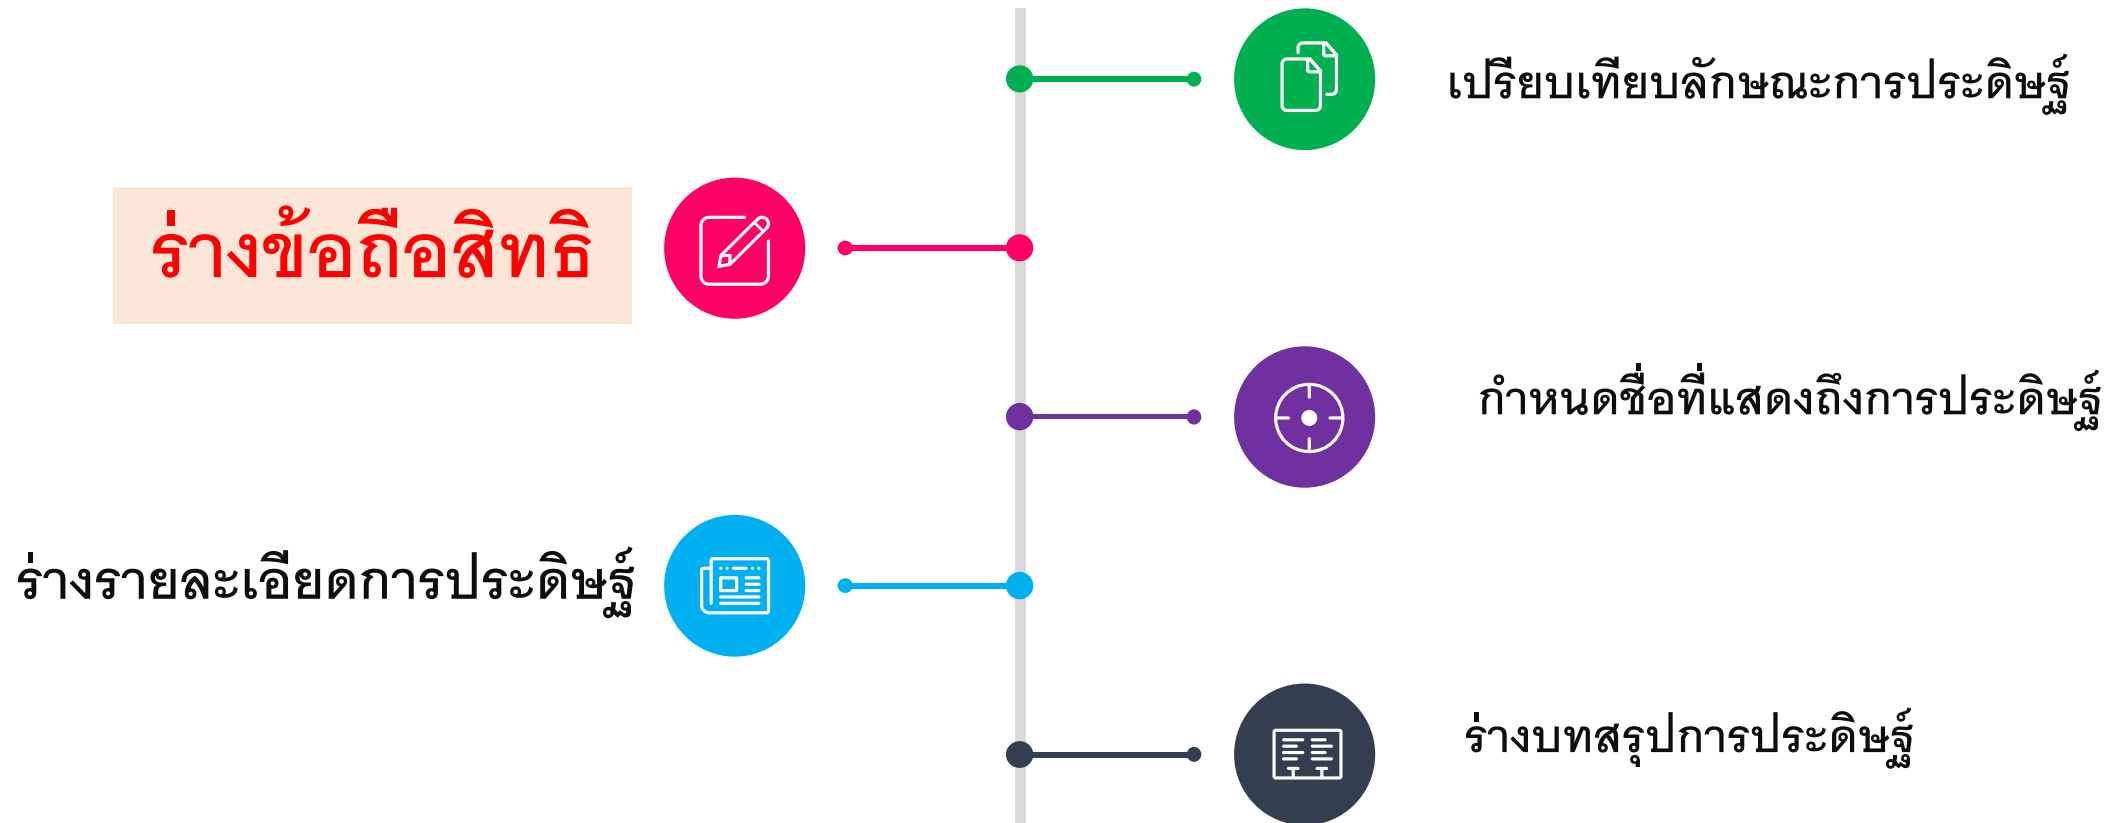 เปรียบเทียบลักษณะการประดิษฐ์
ร่างข้อถือสิทธิ
กำหนดชื่อที่แสดงถึงการประดิษฐ์
ร่างรายละเอียดการประดิษฐ์
ร่างบทสรุปการประดิษฐ์